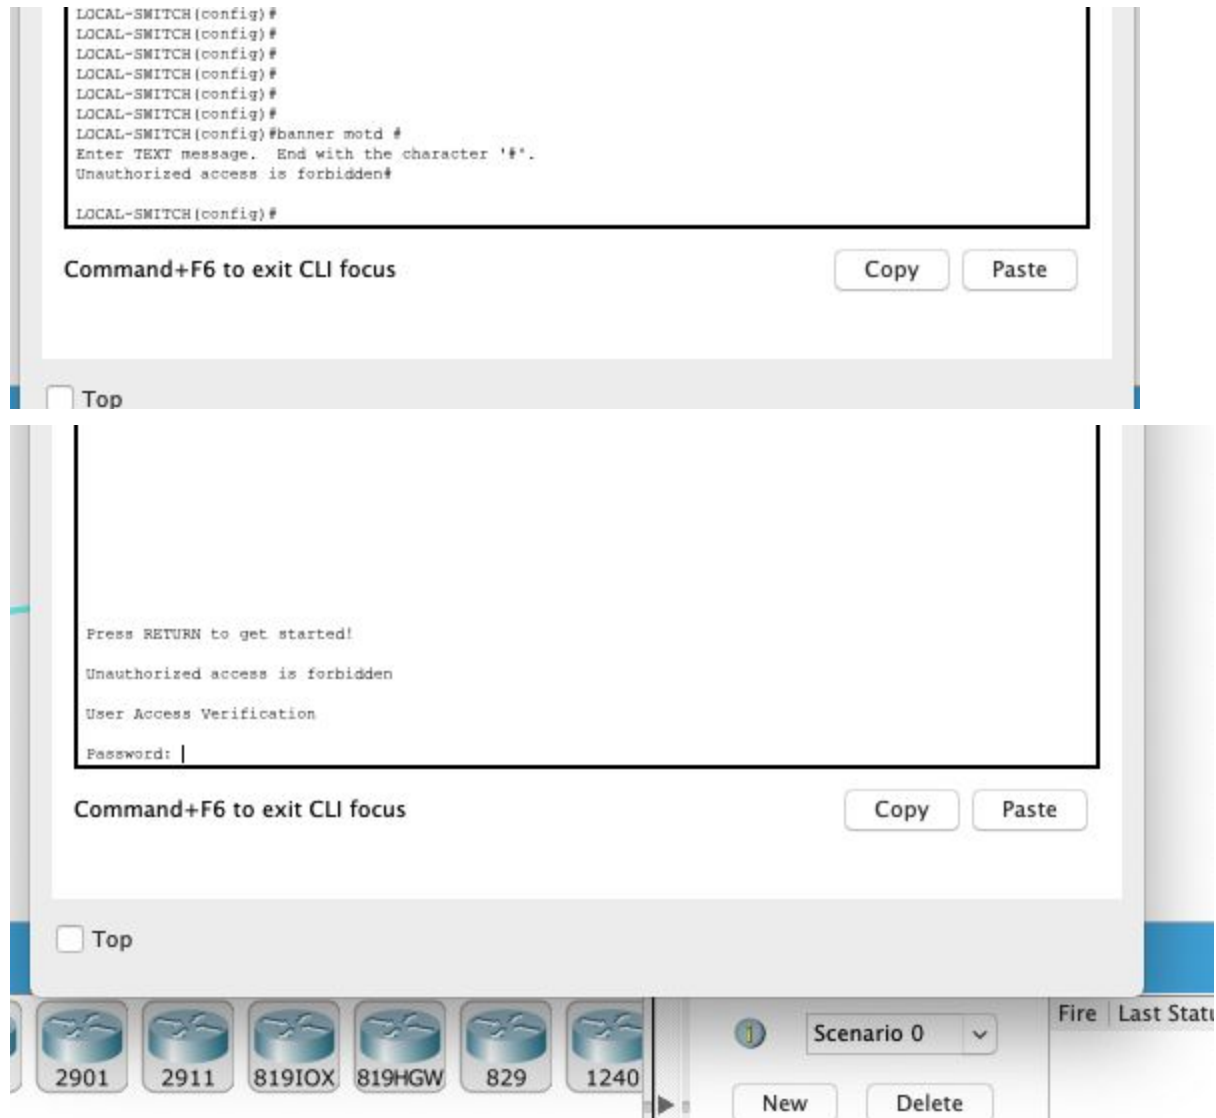 LOCAL-SWITCH(config)#
LOCAL-SWITCH(config)#
LOCAL-SWITCH(config)#
LOCAL-SWITCH(config)#
LOCAL-SWITCH(config)#
LOCAL-SWITCH(config)#
LOCAL-SWITCH(config)#banner motd #
Enter TEXT message.  End with the character '#'.
Unauthorized access is forbidden#
LOCAL-SWITCH(config)#
Command+F6 to exit CLI focus
Copy
Paste
Top
Press RETURN to get started!
Unauthorized access is forbidden
User Access Verification
Password:
Command+F6 to exit CLI focus
Copy
Paste
Top
2901 2911 819IOX 819HGW 829 1240
Scenario 0
Fire Last Statu
New
Delete